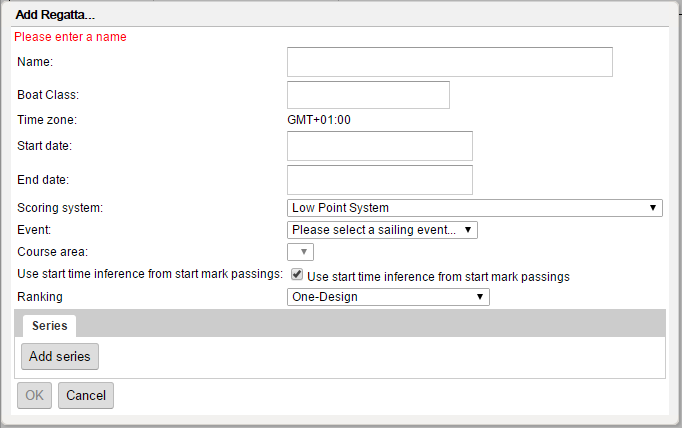 Add Regatta...
Please enter a name
Name:
Boat Class:
Time zone: GMT+01:00
Start date:
End date:
Scoring system: Low Point System
Event: Please select a sailing event...
Course area:
Use start time inference from start mark passings: Use start time inference from start mark passings
Ranking One-Design
Series
Add series
OK Cancel